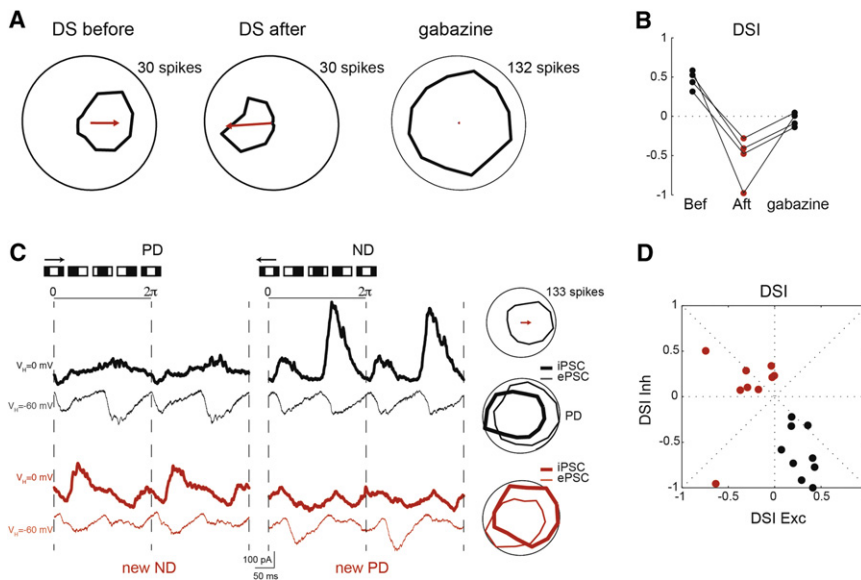 A
DS before
DS after
gabazine
30 spikes
30 spikes
132 spikes
B
DSI
1
0.5
0
-0.5
-1
Bef
Aft
gabazine
C
PD
ND
0
2π
0
2π
133 spikes
VH=0 mV
VH=-60 mV
iPSC
ePSC
PD
VH=0 mV
VH=-60 mV
iPSC
ePSC
new ND
100 pA
50 ms
new PD
D
DSI
1
0.5
0
-0.5
-1
DSI Inh
-1
-0.5
0
0.5
DSI Exc